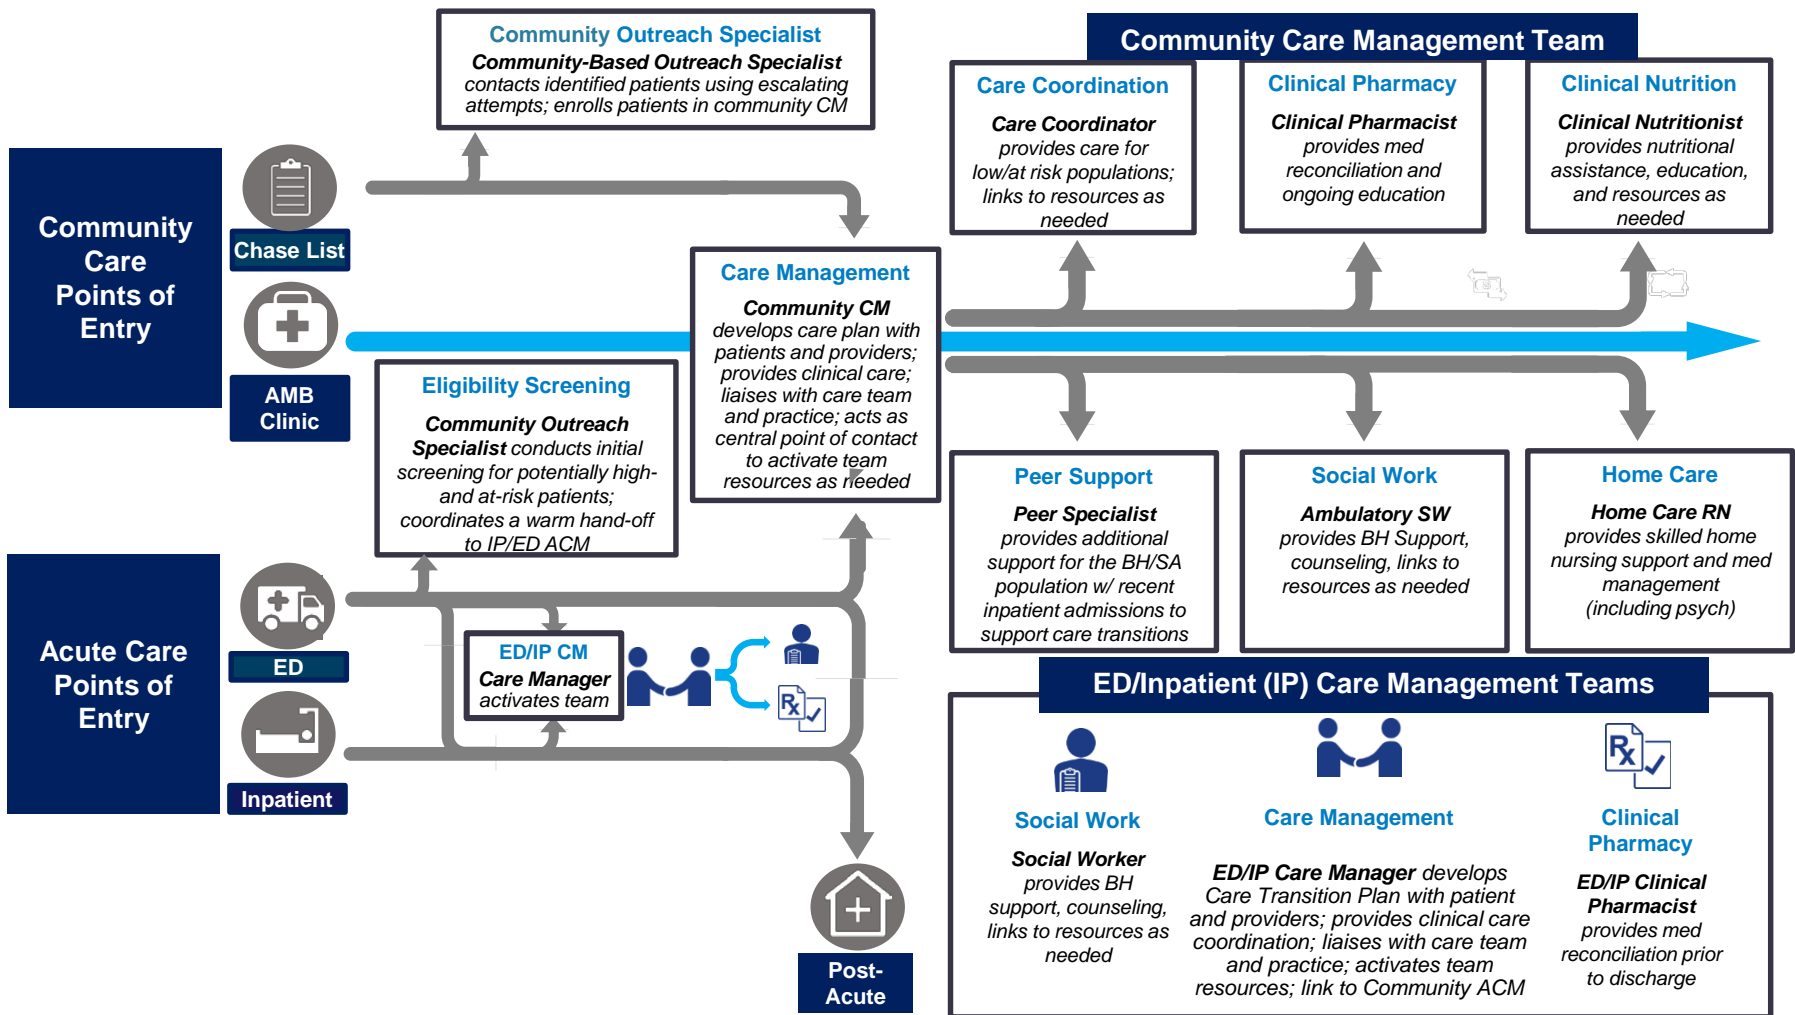 Community Outreach Specialist
Community-Based Outreach Specialist
contacts identified patients using escalating
attempts; enrolls patients in community CM
Community Care Management Team
Care Coordination
Care Coordinator
provides care for
low/at risk populations;
links to resources as
needed
Clinical Pharmacy
Clinical Pharmacist
provides med
reconciliation and
ongoing education
Clinical Nutrition
Clinical Nutritionist
provides nutritional
assistance, education,
and resources as
needed
Community
Care
Points of
Entry
Chase List
AMB
Clinic
Care Management
Community CM
develops care plan with
patients and providers;
provides clinical care;
liaises with care team
and practice; acts as
central point of contact
to activate team
resources as needed
Eligibility Screening
Community Outreach
Specialist conducts initial
screening for potentially high-
and at-risk patients;
coordinates a warm hand-off
to IP/ED ACM
Peer Support
Peer Specialist
provides additional
support for the BH/SA
population w/ recent
inpatient admissions to
support care transitions
Social Work
Ambulatory SW
provides BH Support,
counseling, links to
resources as needed
Home Care
Home Care RN
provides skilled home
nursing support and med
management
(including psych)
Acute Care
Points of
Entry
ED
Inpatient
ED/IP CM
Care Manager
activates team
Rx
Post-
Acute
ED/Inpatient (IP) Care Management Teams
Social Work
Social Worker
provides BH
support, counseling,
links to resources as
needed
Care Management
ED/IP Care Manager develops
Care Transition Plan with patient
and providers; provides clinical care
coordination; liaises with care team
and practice; activates team
resources; link to Community ACM
Rx
Clinical
Pharmacy
ED/IP Clinical
Pharmacist
provides med
reconciliation prior
to discharge